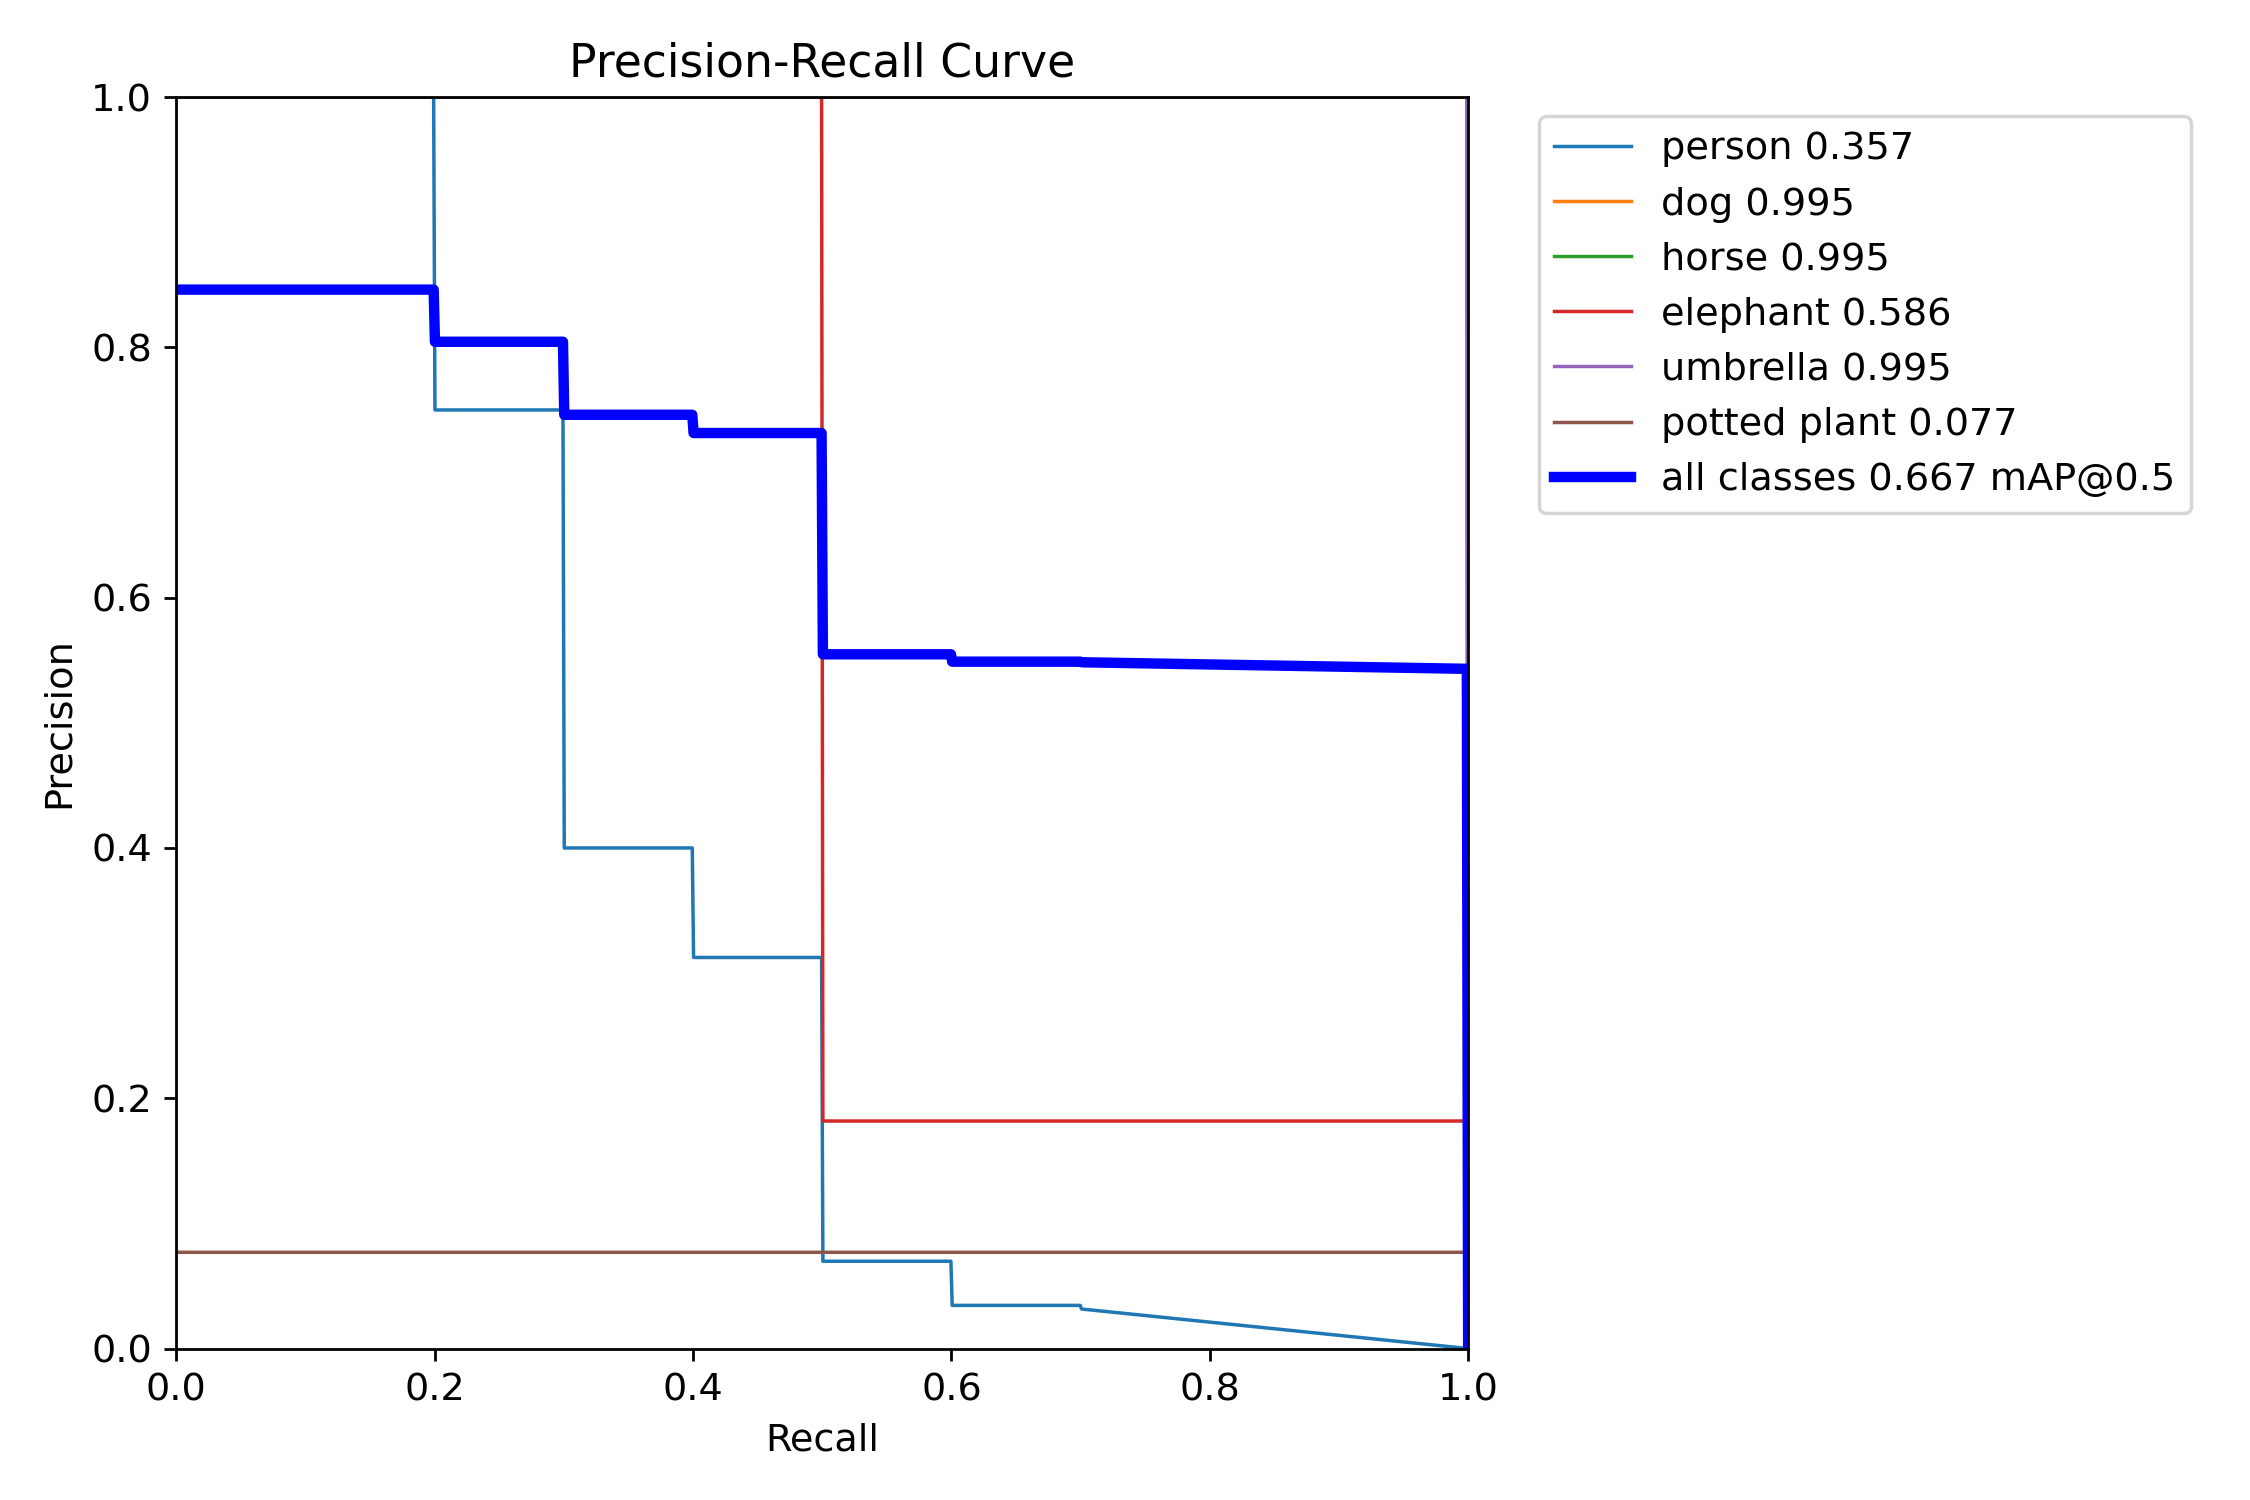 Precision-Recall Curve
1.0
0.8
0.6
0.4
0.2
0.0
Precision
0.0 0.2 0.4 0.6 0.8 1.0
Recall
person 0.357
dog 0.995
horse 0.995
elephant 0.586
umbrella 0.995
potted plant 0.077
all classes 0.667 mAP@0.5